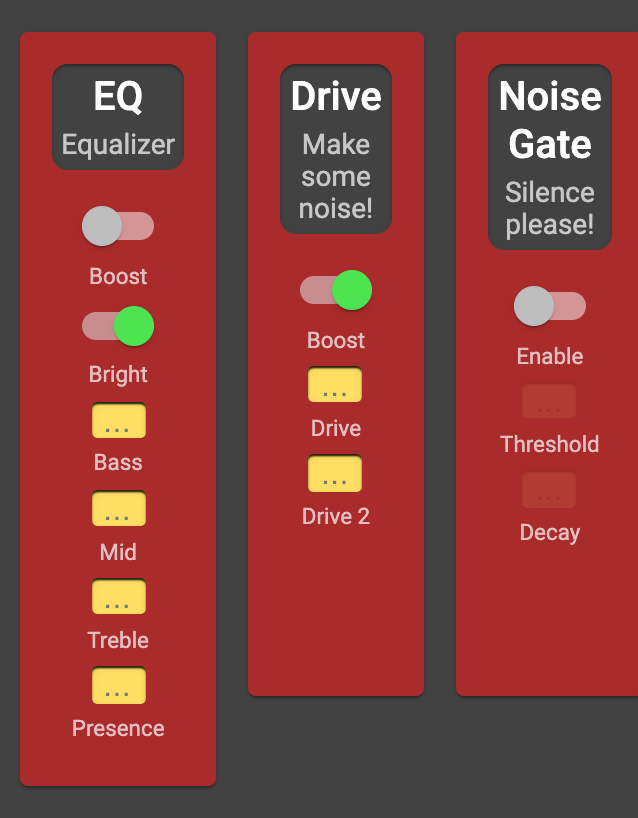 EQ
Equalizer
Boost
Bright
...
Bass
...
Mid
...
Treble
...
Presence
Drive
Make
some
noise!
Boost
...
Drive
...
Drive 2
Noise
Gate
Silence
please!
Enable
...
Threshold
...
Decay